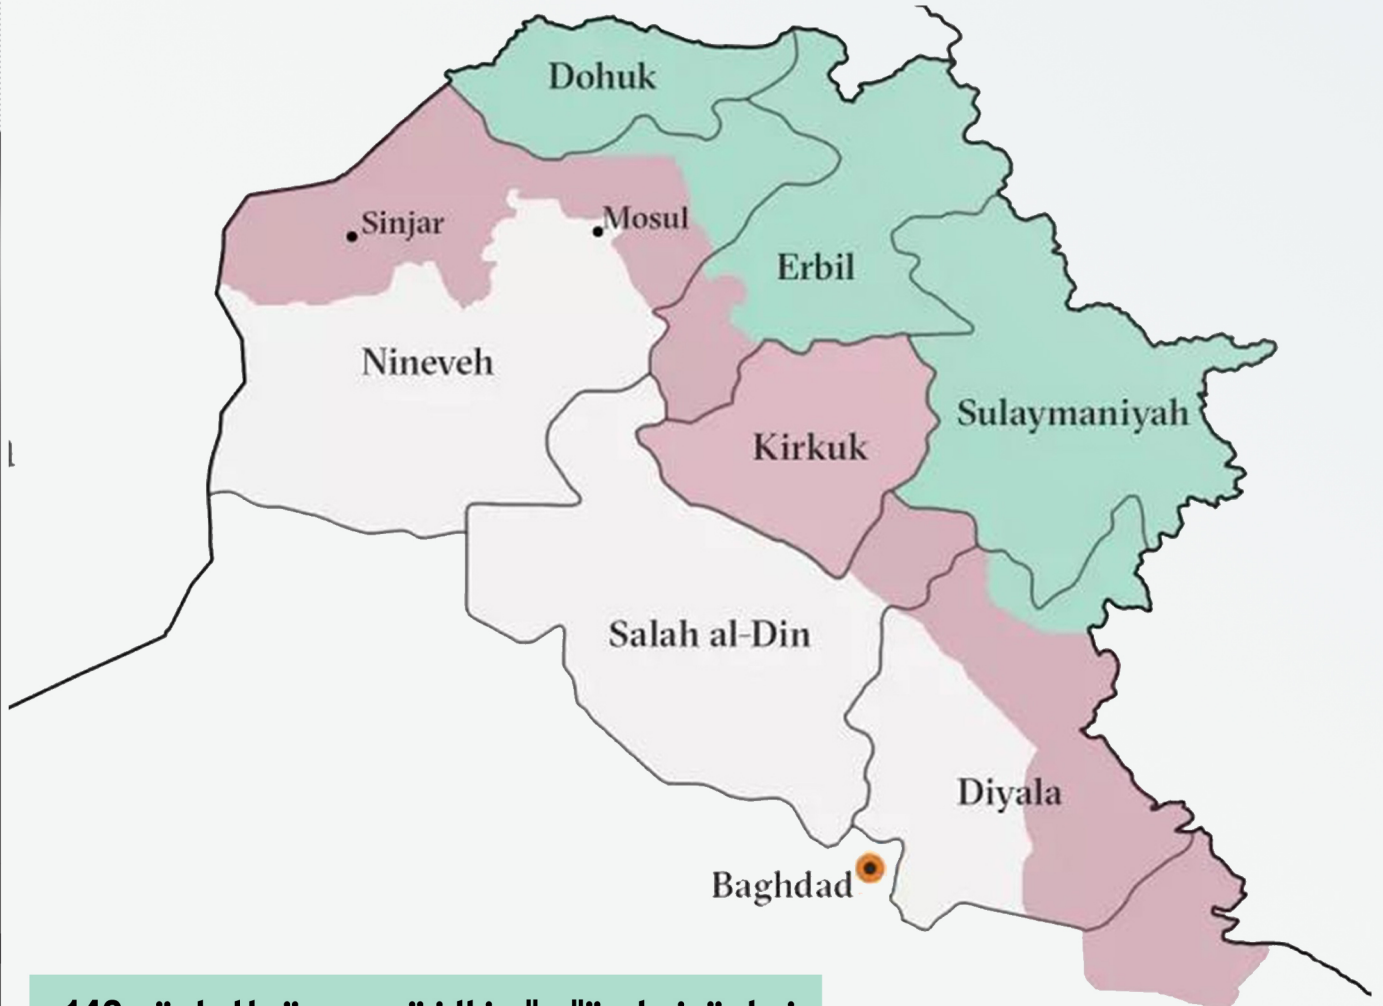 Dohuk
Sinjar
Mosul
Erbil
Nineveh
Sulaymaniyah
Kirkuk
Salah al-Din
Diyala
Baghdad